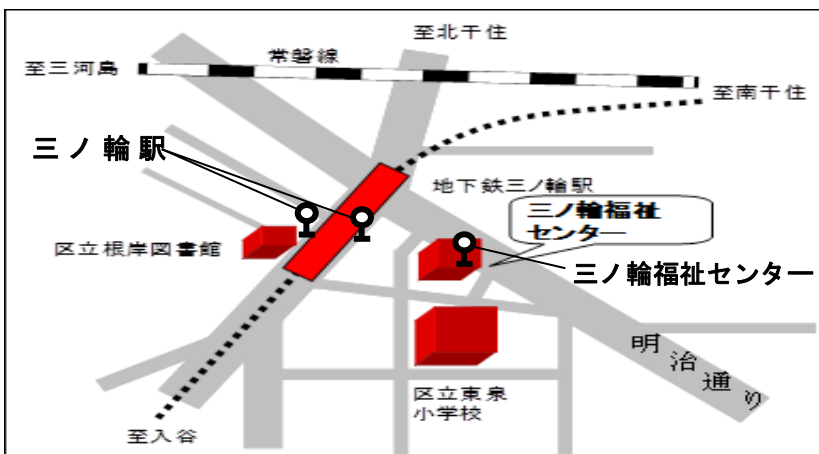 至北千住
常磐線
至三河島
至南千住
三ノ輪駅
地下鉄三ノ輪駅
三ノ輪福祉
センター
区立根岸図書館
三ノ輪福祉センター
明治通り
区立東泉
小学校
至入谷